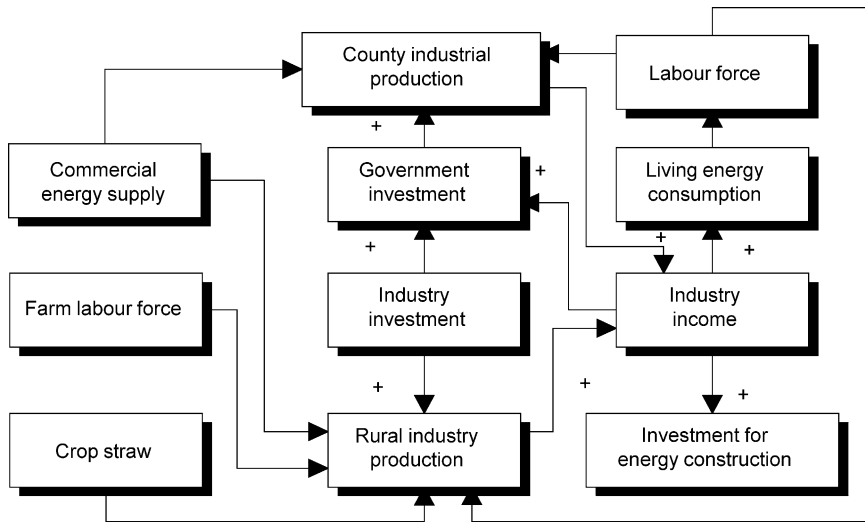 County industrial
production
Labour force
+
Commercial
energy supply
Government
investment
+
Living energy
consumption
+
+
+
Farm labour force
Industry
investment
Industry
income
+
+
+
Crop straw
Rural industry
production
Investment for
energy construction